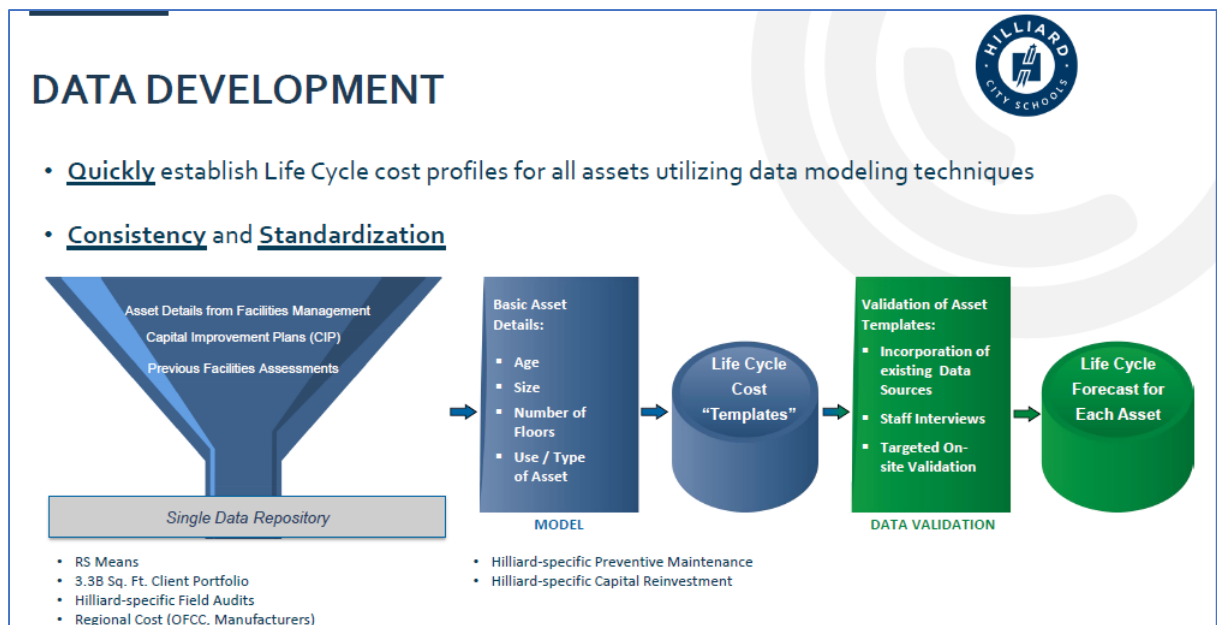 HILLIARD
CITY SCHOOLS
DATA DEVELOPMENT
• Quickly establish Life Cycle cost profiles for all assets utilizing data modeling techniques
• Consistency and Standardization
Asset Details from Facilities Management
Capital Improvement Plans (CIP)
Previous Facilities Assessments
Single Data Repository
• RS Means
• 3.3B Sq. Ft. Client Portfolio
• Hilliard-specific Field Audits
• Regional Cost (OFCC, Manufacturers)
Basic Asset
Details:
▪ Age
▪ Size
▪ Number of
Floors
▪ Use / Type
of Asset
MODEL
• Hilliard-specific Preventive Maintenance
• Hilliard-specific Capital Reinvestment
Life Cycle
Cost
“Templates”
Validation of Asset
Templates:
▪ Incorporation of
existing Data
Sources
▪ Staff Interviews
▪ Targeted On-
site Validation
DATA VALIDATION
Life Cycle
Forecast for
Each Asset